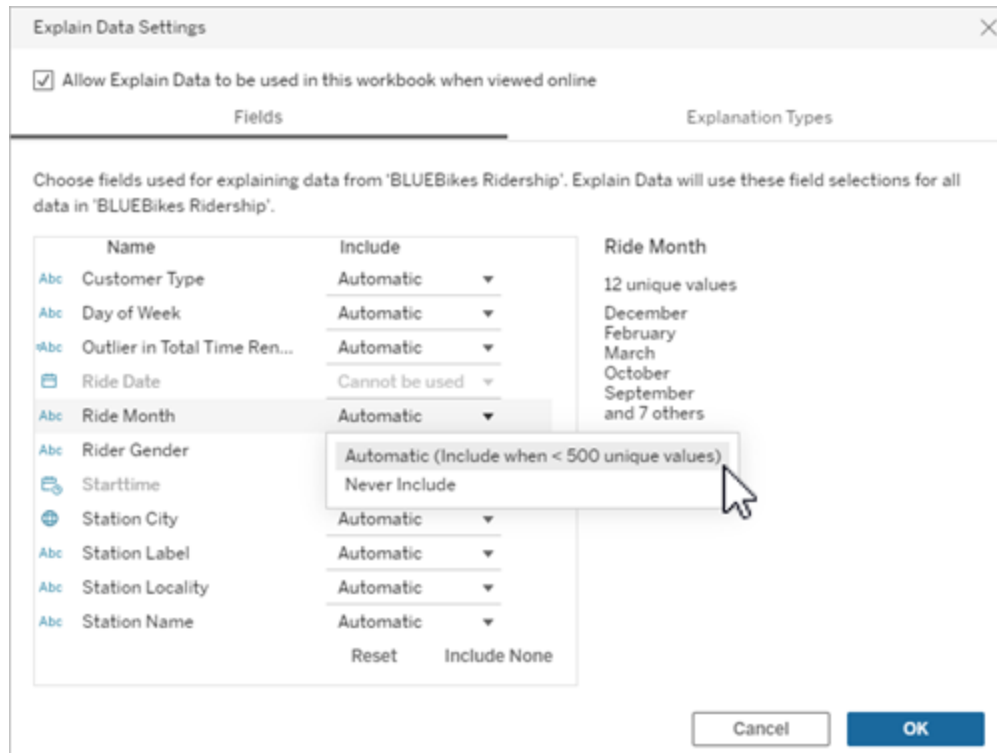 Explain Data Settings
Allow Explain Data to be used in this workbook when viewed online
Fields
Explanation Types
Choose fields used for explaining data from 'BLUEBikes Ridership'. Explain Data will use these field selections for all
data in 'BLUEBikes Ridership'.
Name Include
Abc Customer Type Automatic
Abc Day of Week Automatic
=Abc Outlier in Total Time Ren... Automatic
Ride Date Cannot be used
Abc Ride Month Automatic
Abc Rider Gender
Automatic (Include when < 500 unique values)
Never Include
Starttime
Station City Automatic
Abc Station Label Automatic
Abc Station Locality Automatic
Abc Station Name Automatic
Reset Include None
Ride Month
12 unique values
December
February
March
October
September
and 7 others
Cancel OK